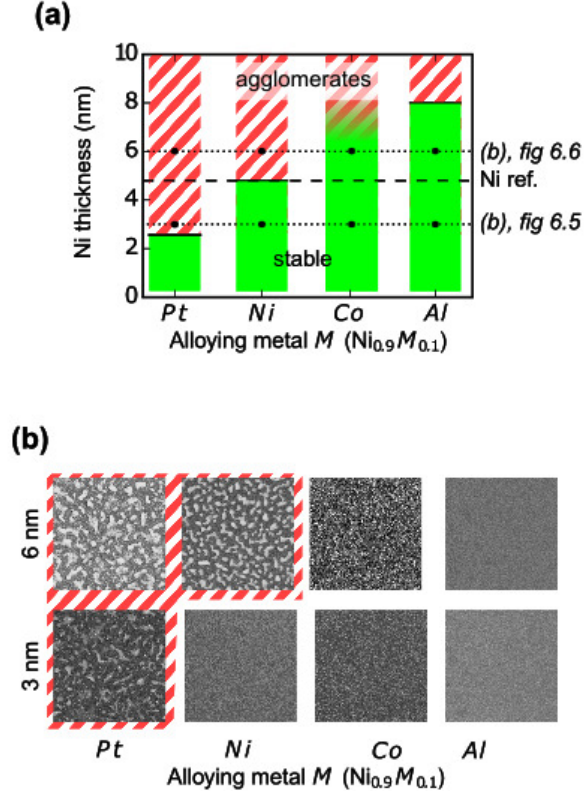 (a)
10
8
6
4
2
0
Ni thickness (nm)
agglomerates
stable
(b), fig 6.6
Ni ref.
(b), fig 6.5
Pt Ni Co Al
Alloying metal M (Ni0.9M0.1)
(b)
6 nm
3 nm
Pt Ni Co Al
Alloying metal M (Ni0.9M0.1)